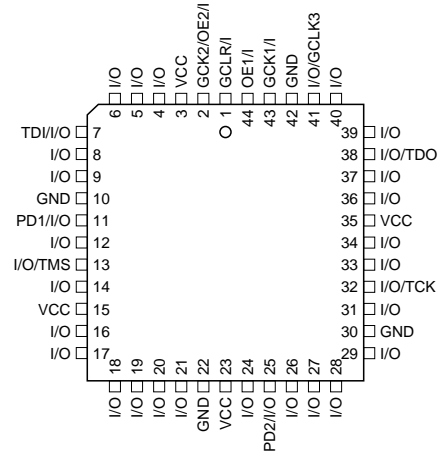 I/O
I/O
I/O
VCC
GCK2/OE2/I
GCLR/I
OE1/I
GCK1/I
GND
I/O/GCLK3
I/O
6
5
4
3
2
1
44
43
42
41
40
TDI/I/O 7
I/O 8
I/O 9
GND 10
PD1/I/O 11
I/O 12
I/O/TMS 13
I/O 14
VCC 15
I/O 16
I/O 17
39 I/O
38 I/O/TDO
37 I/O
36 I/O
35 VCC
34 I/O
33 I/O
32 I/O/TCK
31 I/O
30 GND
29 I/O
18
19
20
21
22
23
24
25
26
27
28
I/O
I/O
I/O
I/O
GND
VCC
I/O
PD2/I/O
I/O
I/O
I/O